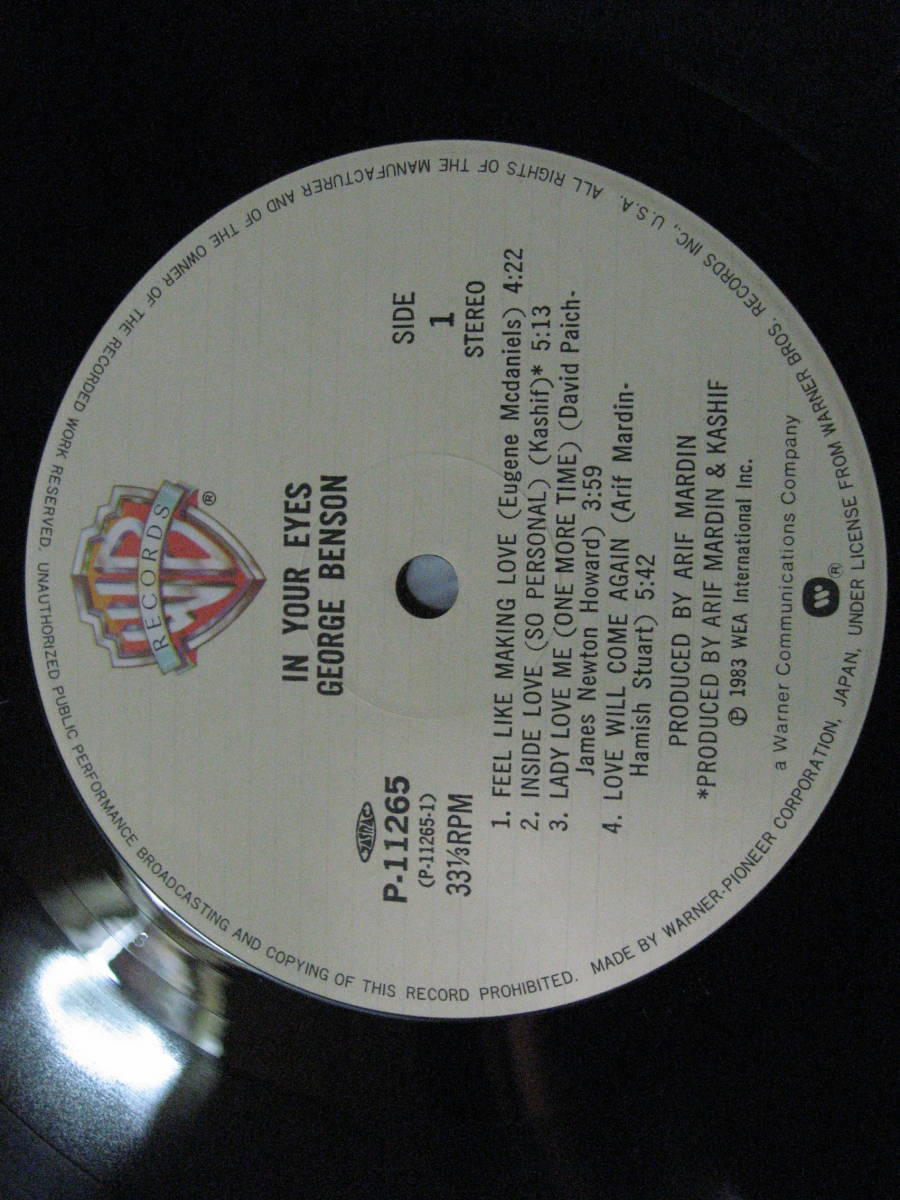 WB
RECORDS
®
IN YOUR EYES
GEORGE BENSON
JASRAC
P-11265
(P-11265-1)
33⅓RPM
SIDE
1
STEREO
1. FEEL LIKE MAKING LOVE (Eugene Mcdaniels) 4:22
2. INSIDE LOVE (SO PERSONAL) (Kashif)* 5:13
3. LADY LOVE ME (ONE MORE TIME) (David Paich-
James Newton Howard) 3:59
4. LOVE WILL COME AGAIN (Arif Mardin-
Hamish Stuart) 5:42
PRODUCED BY ARIF MARDIN
*PRODUCED BY ARIF MARDIN & KASHIF
℗ 1983 WEA International Inc.
a Warner Communications Company
®
MADE BY WARNER-PIONEER CORPORATION, JAPAN, UNDER LICENSE FROM WARNER BROS. RECORDS INC., U.S.A. ALL RIGHTS OF THE MANUFACTURER AND OF THE OWNER OF THE RECORDED WORK RESERVED. UNAUTHORIZED PUBLIC PERFORMANCE BROADCASTING AND COPYING OF THIS RECORD PROHIBITED.